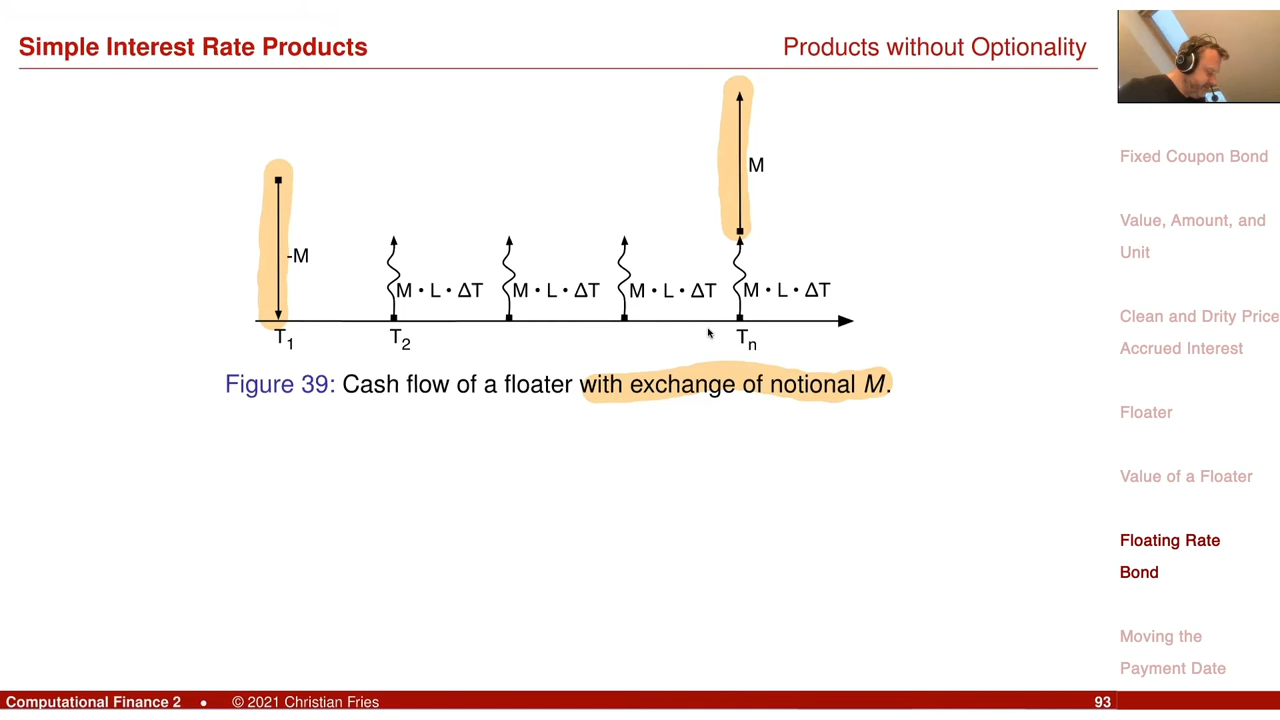 Simple Interest Rate Products
Products without Optionality
M
-M
M • L • ΔT
M • L • ΔT
M • L • ΔT
M • L • ΔT
T1
T2
Tn
Figure 39: Cash flow of a floater with exchange of notional M.
Fixed Coupon Bond
Value, Amount, and
Unit
Clean and Drity Price
Accrued Interest
Floater
Value of a Floater
Floating Rate
Bond
Moving the
Payment Date
Computational Finance 2 • © 2021 Christian Fries
93